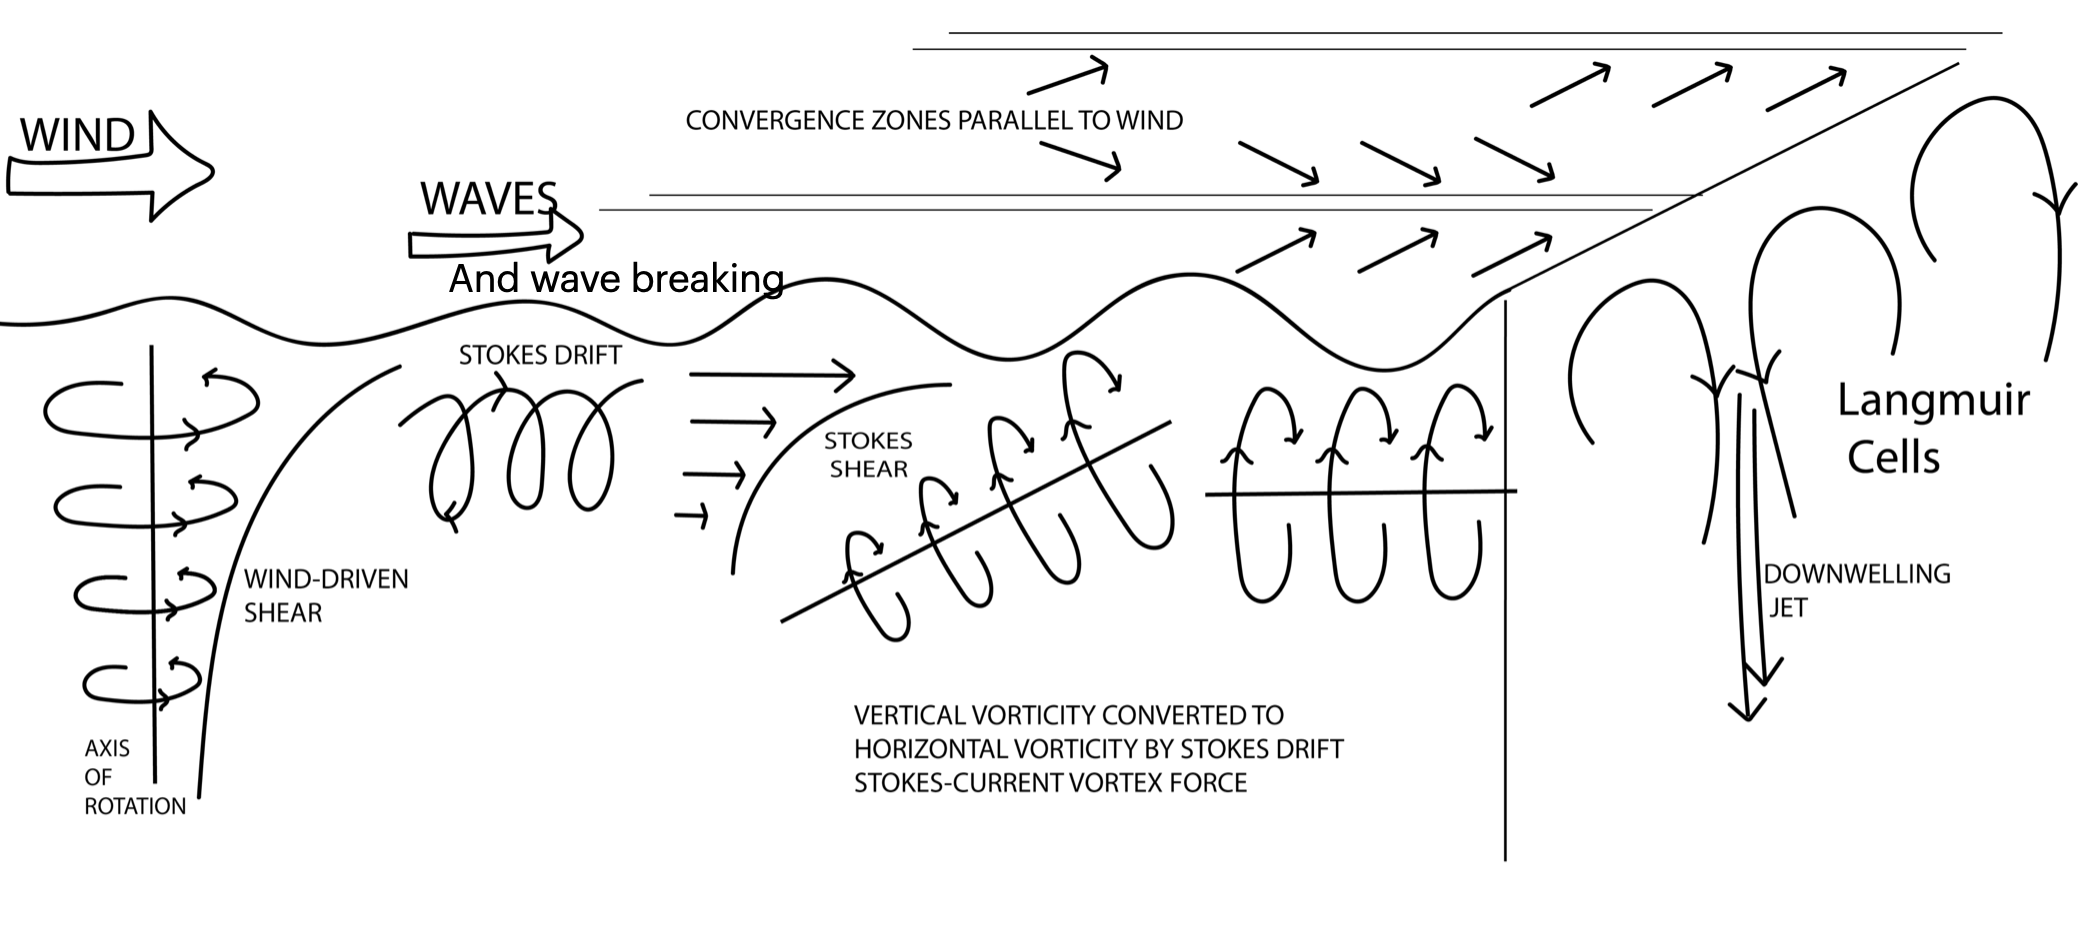 WIND
CONVERGENCE ZONES PARALLEL TO WIND
WAVES
And wave breaking
STOKES DRIFT
STOKES
SHEAR
WIND-DRIVEN
SHEAR
AXIS
OF
ROTATION
VERTICAL VORTICITY CONVERTED TO
HORIZONTAL VORTICITY BY STOKES DRIFT
STOKES-CURRENT VORTEX FORCE
Langmuir
Cells
DOWNWELLING
JET